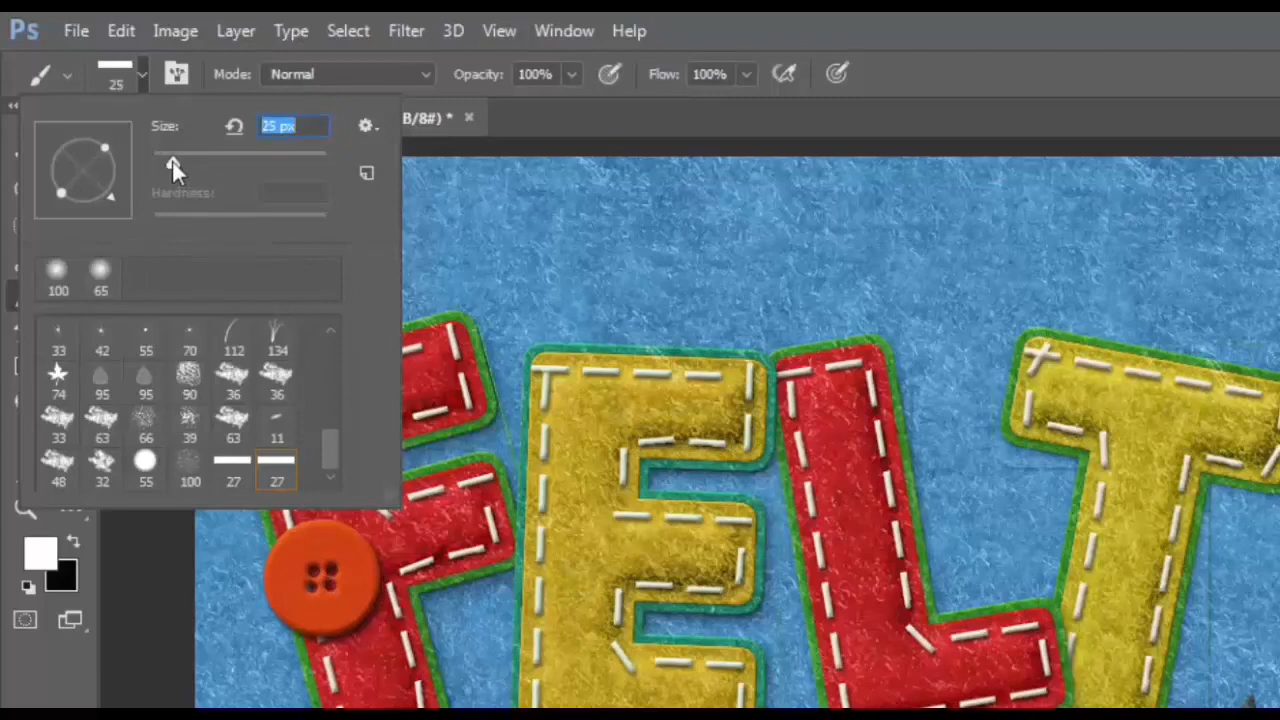 Ps File Edit Image Layer Type Select Filter 3D View Window Help
25 Mode: Normal Opacity: 100% Flow: 100%
B/8#) * ×
Size: 25 px
Hardness:
100 65
33 42 55 70 112 134
74 95 95 90 36 36
33 63 66 39 63 11
48 32 55 100 27 27
FELT